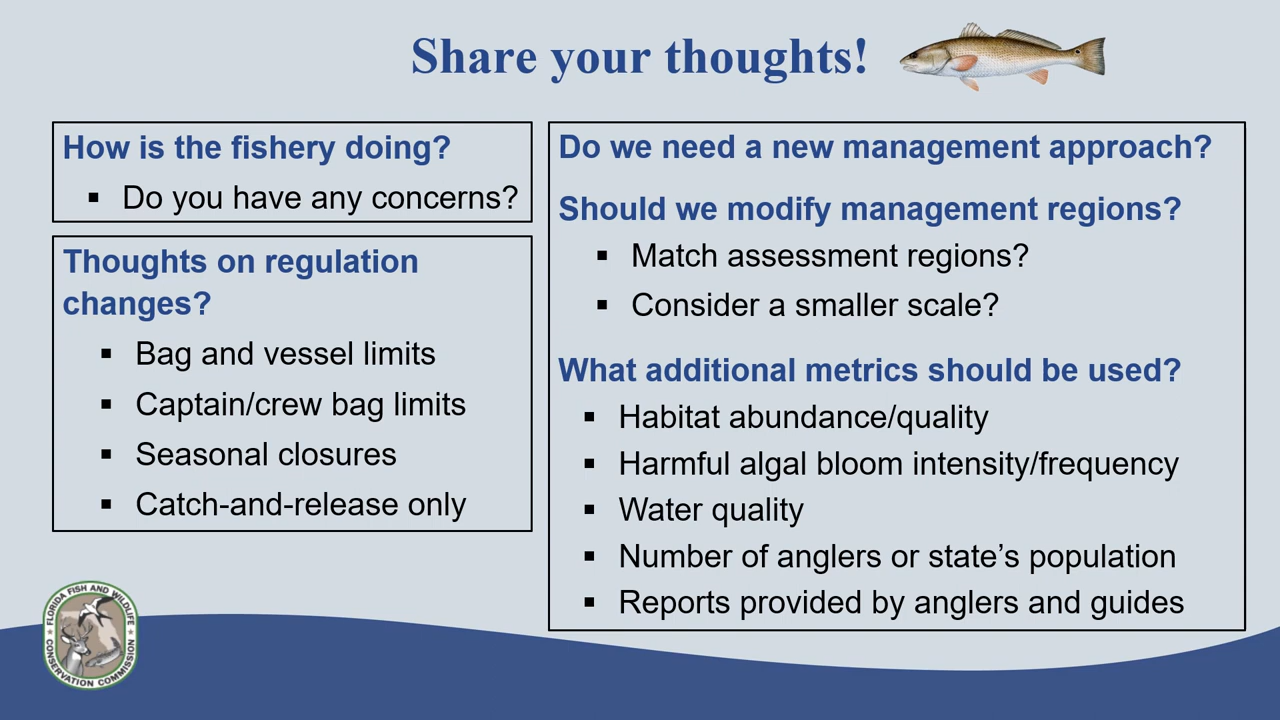 Share your thoughts!
How is the fishery doing?
▪ Do you have any concerns?
Thoughts on regulation
changes?
▪ Bag and vessel limits
▪ Captain/crew bag limits
▪ Seasonal closures
▪ Catch-and-release only
Do we need a new management approach?
Should we modify management regions?
▪ Match assessment regions?
▪ Consider a smaller scale?
What additional metrics should be used?
▪ Habitat abundance/quality
▪ Harmful algal bloom intensity/frequency
▪ Water quality
▪ Number of anglers or state’s population
▪ Reports provided by anglers and guides
FLORIDA FISH AND WILDLIFE
CONSERVATION COMMISSION